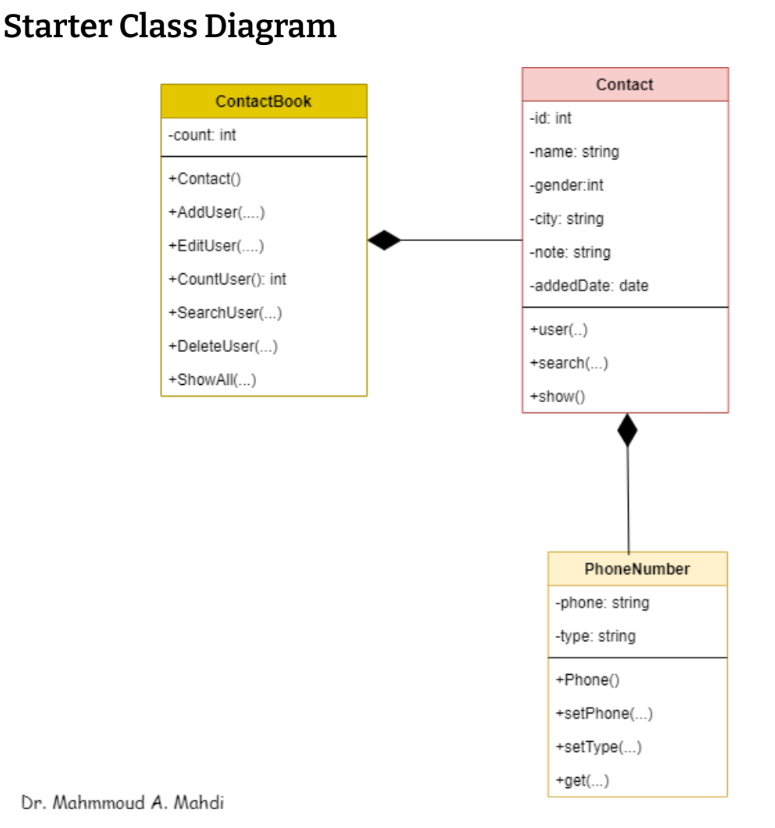 Starter Class Diagram
ContactBook
-count: int
+Contact()
+AddUser(....)
+EditUser(....)
+CountUser(): int
+SearchUser(...)
+DeleteUser(...)
+ShowAll(...)
Contact
-id: int
-name: string
-gender:int
-city: string
-note: string
-addedDate: date
+user(..)
+search(...)
+show()
PhoneNumber
-phone: string
-type: string
+Phone()
+setPhone(...)
+setType(...)
+get(...)
Dr. Mahmmoud A. Mahdi